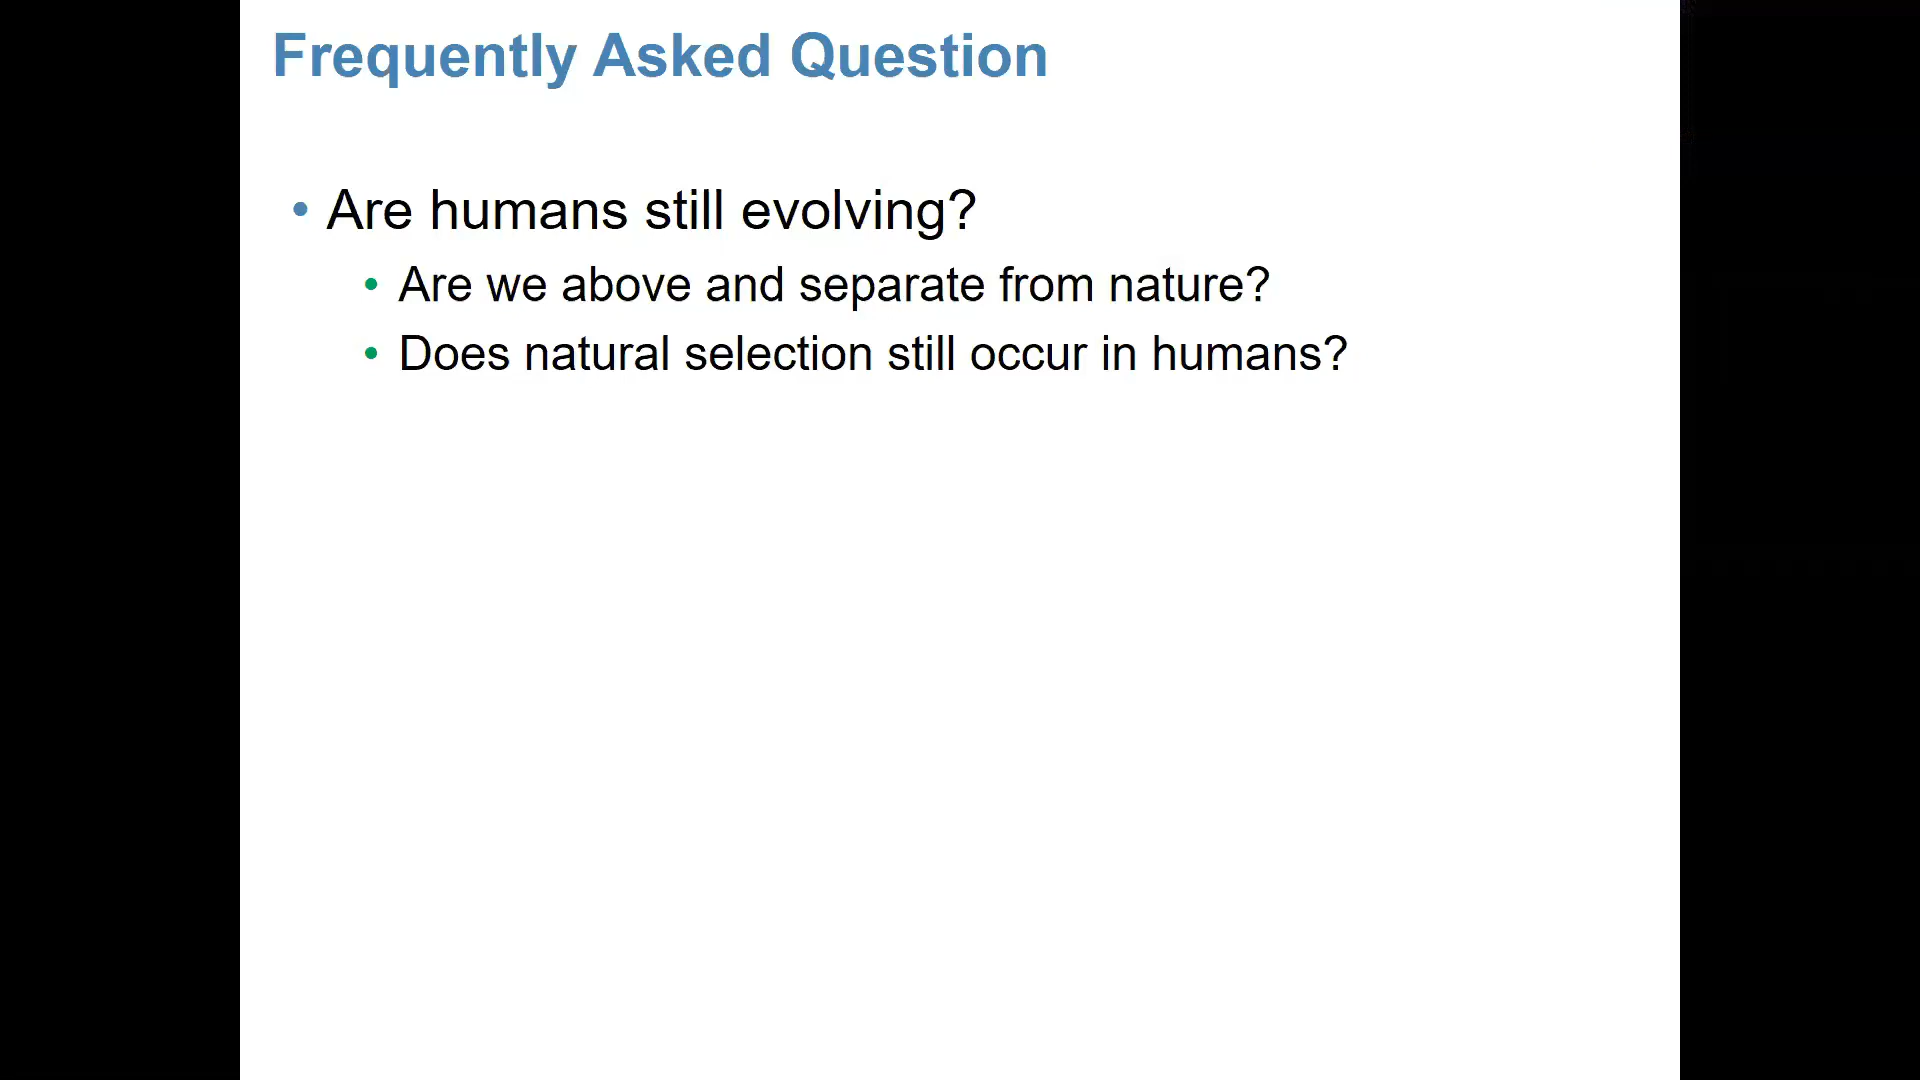 Frequently Asked Question
• Are humans still evolving?
• Are we above and separate from nature?
• Does natural selection still occur in humans?